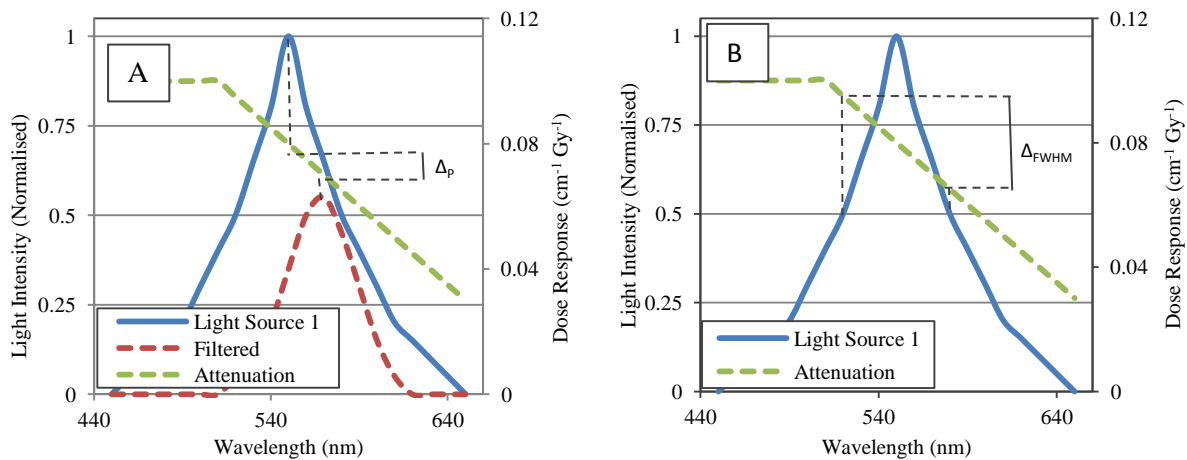 A
Light Intensity (Normalised)
1
0.75
0.5
0.25
0
0.12
0.08
0.04
0
Dose Response (cm-1 Gy-1)
ΔP
Light Source 1
Filtered
Attenuation
440
540
640
Wavelength (nm)
B
Light Intensity (Normalised)
1
0.75
0.5
0.25
0
0.12
0.08
0.04
0
Dose Response (cm-1 Gy-1)
ΔFWHM
Light Source 1
Attenuation
440
540
640
Wavelength (nm)